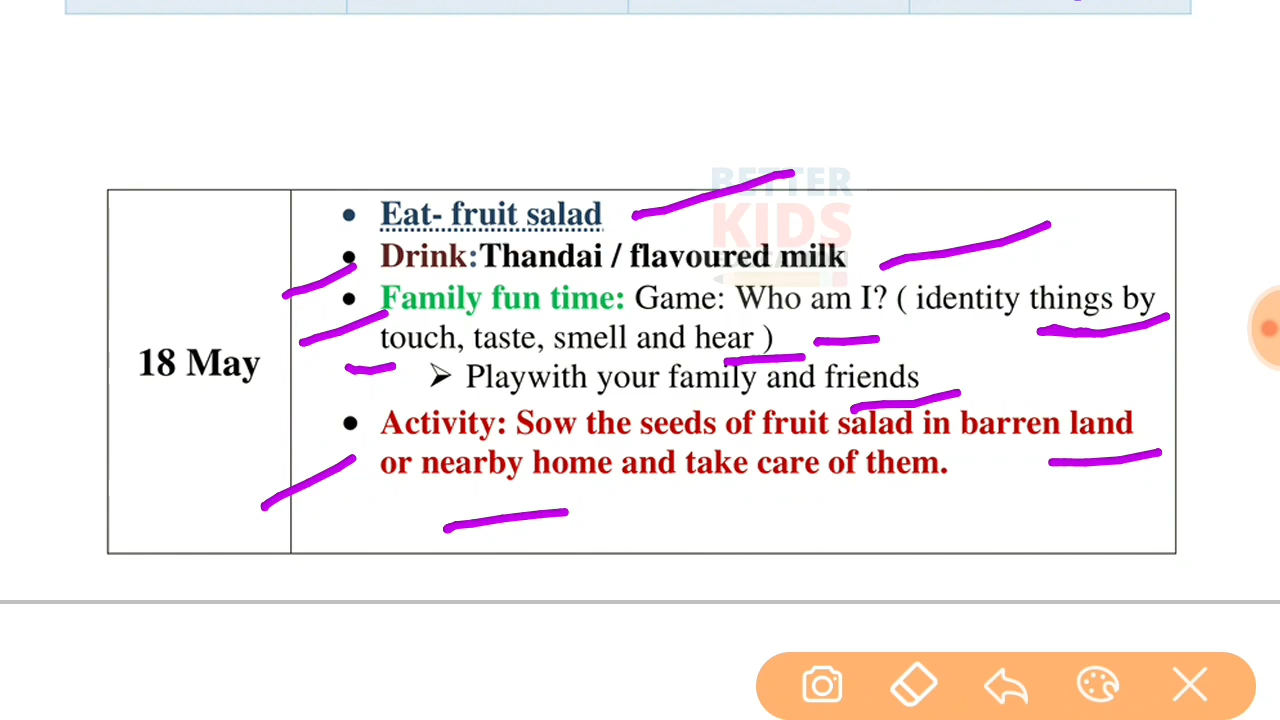 BETTER
KIDS
Eat- fruit salad
Drink:Thandai / flavoured milk
Family fun time: Game: Who am I? ( identity things by
touch, taste, smell and hear )
18 May
Playwith your family and friends
Activity: Sow the seeds of fruit salad in barren land
or nearby home and take care of them.